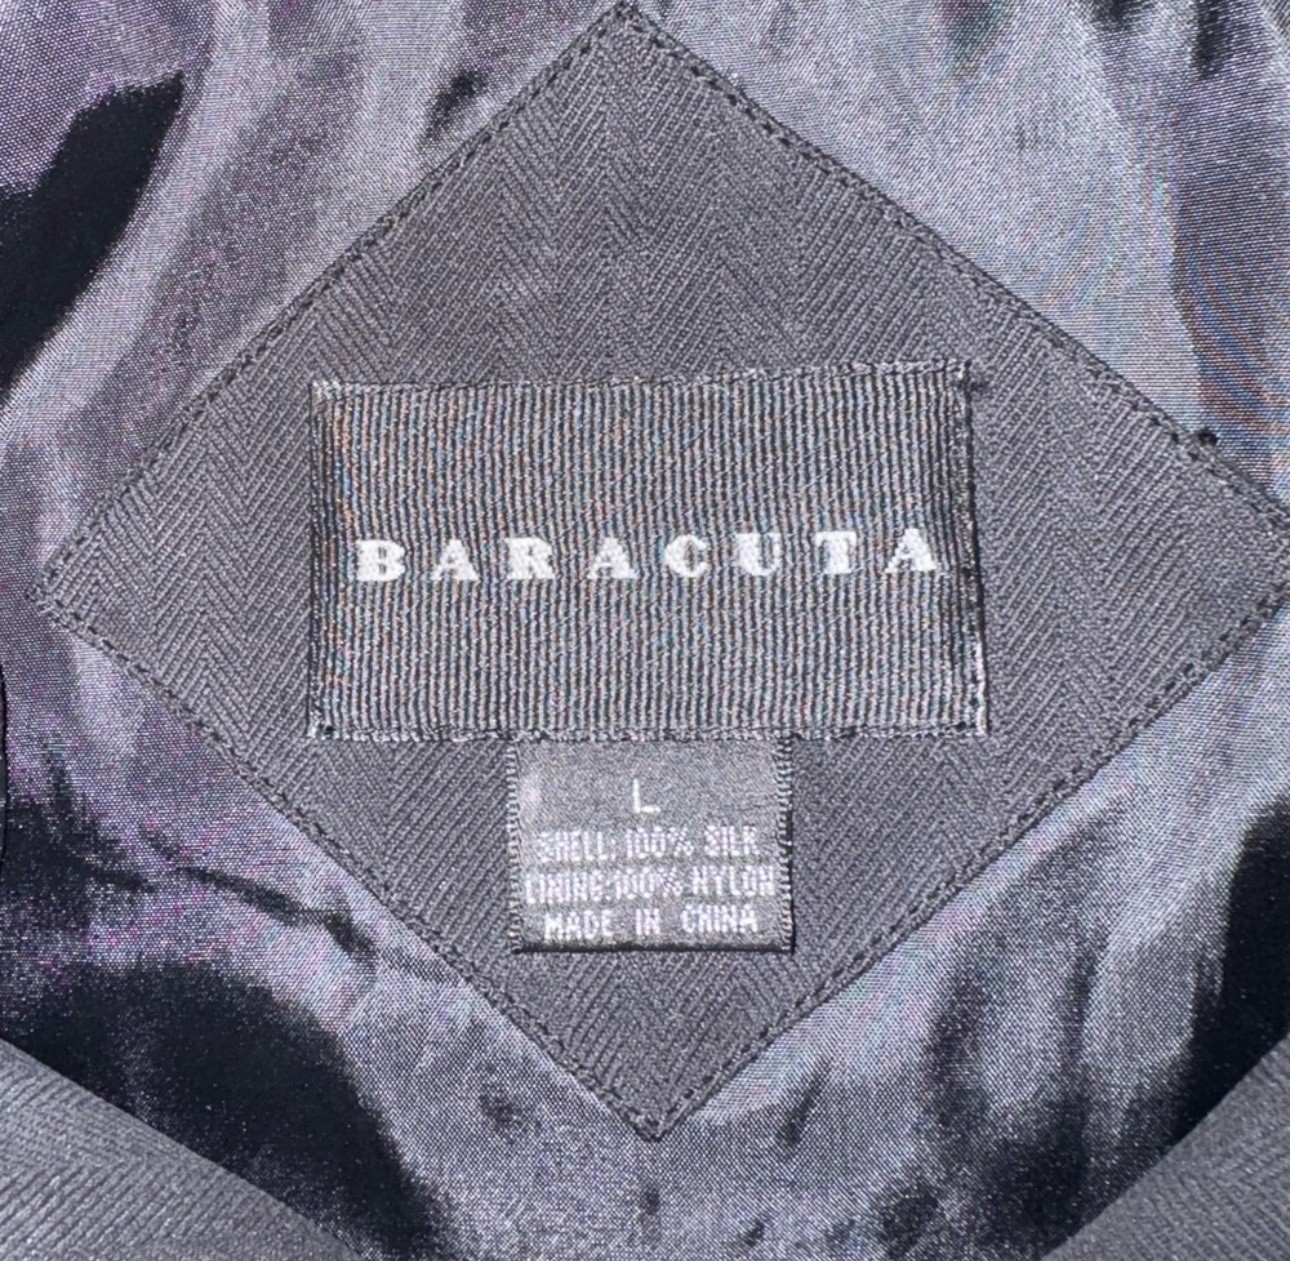 BARACUTA
L
SHELL:100% SILK
LINING:100% NYLON
MADE IN CHINA